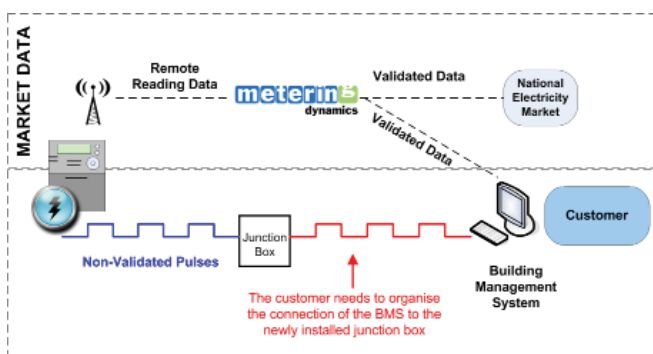 MARKET DATA
Remote
Reading Data
metering
dynamics
Validated Data
National
Electricity
Market
Validated Data
Customer
Junction
Box
Non-Validated Pulses
Building
Management
System
The customer needs to organise
the connection of the BMS to the
newly installed junction box